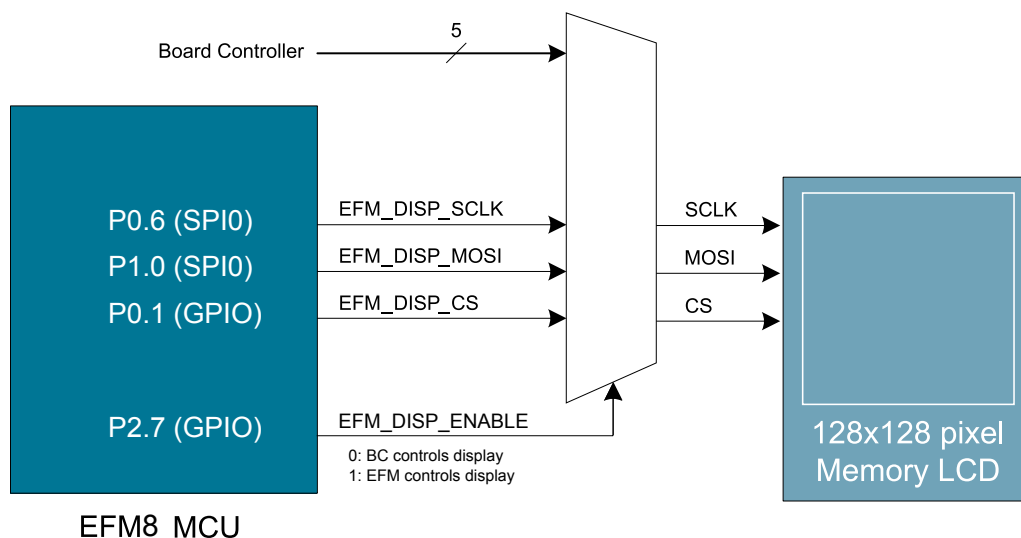 5
Board Controller
P0.6 (SPI0)
EFM_DISP_SCLK
SCLK
P1.0 (SPI0)
EFM_DISP_MOSI
MOSI
P0.1 (GPIO)
EFM_DISP_CS
CS
P2.7 (GPIO)
EFM_DISP_ENABLE
0: BC controls display
1: EFM controls display
128x128 pixel
Memory LCD
EFM8 MCU